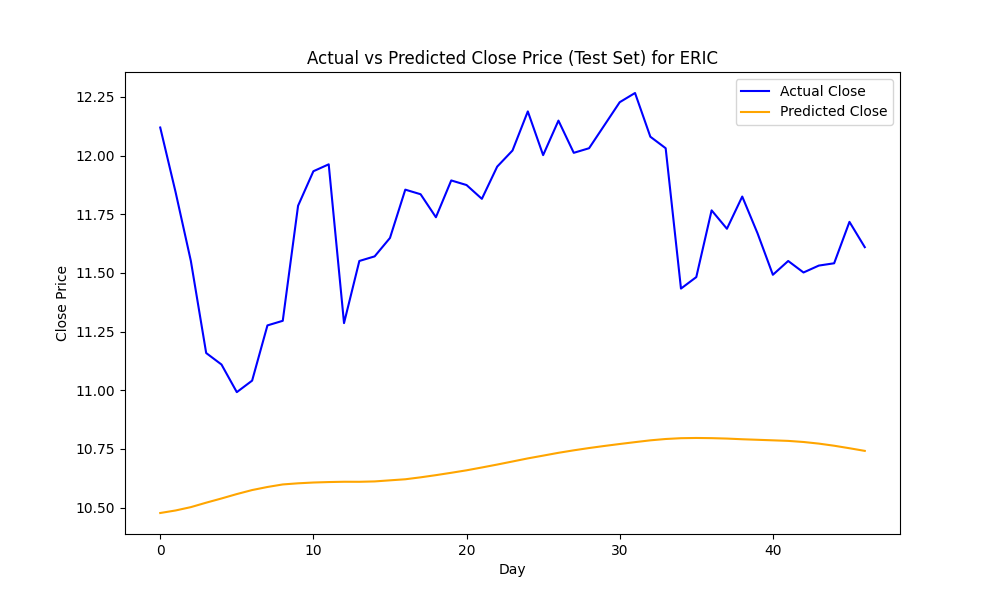 Actual vs Predicted Close Price (Test Set) for ERIC
Actual Close
Predicted Close
Close Price
12.25
12.00
11.75
11.50
11.25
11.00
10.75
10.50
0
10
20
30
40
Day